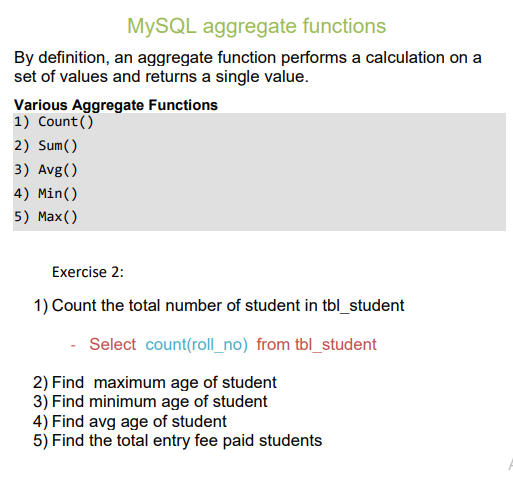 MySQL aggregate functions
By definition, an aggregate function performs a calculation on a
set of values and returns a single value.
Various Aggregate Functions
1) Count()
2) Sum()
3) Avg()
4) Min()
5) Max()
Exercise 2:
1) Count the total number of student in tbl_student
- Select count(roll_no) from tbl_student
2) Find maximum age of student
3) Find minimum age of student
4) Find avg age of student
5) Find the total entry fee paid students